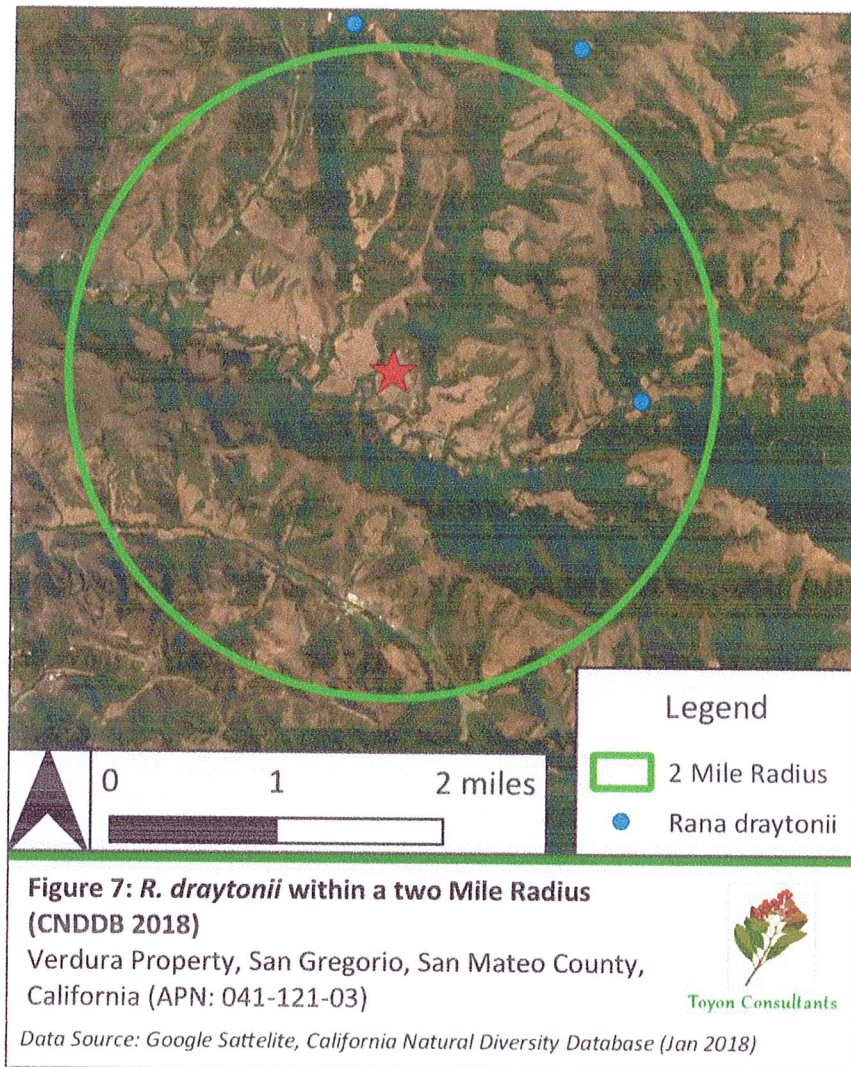 Legend
2 Mile Radius
Rana draytonii
0 1 2 miles
Figure 7: R. draytonii within a two Mile Radius
(CNDDB 2018)
Verdura Property, San Gregorio, San Mateo County,
California (APN: 041-121-03)
Toyon Consultants
Data Source: Google Sattelite, California Natural Diversity Database (Jan 2018)